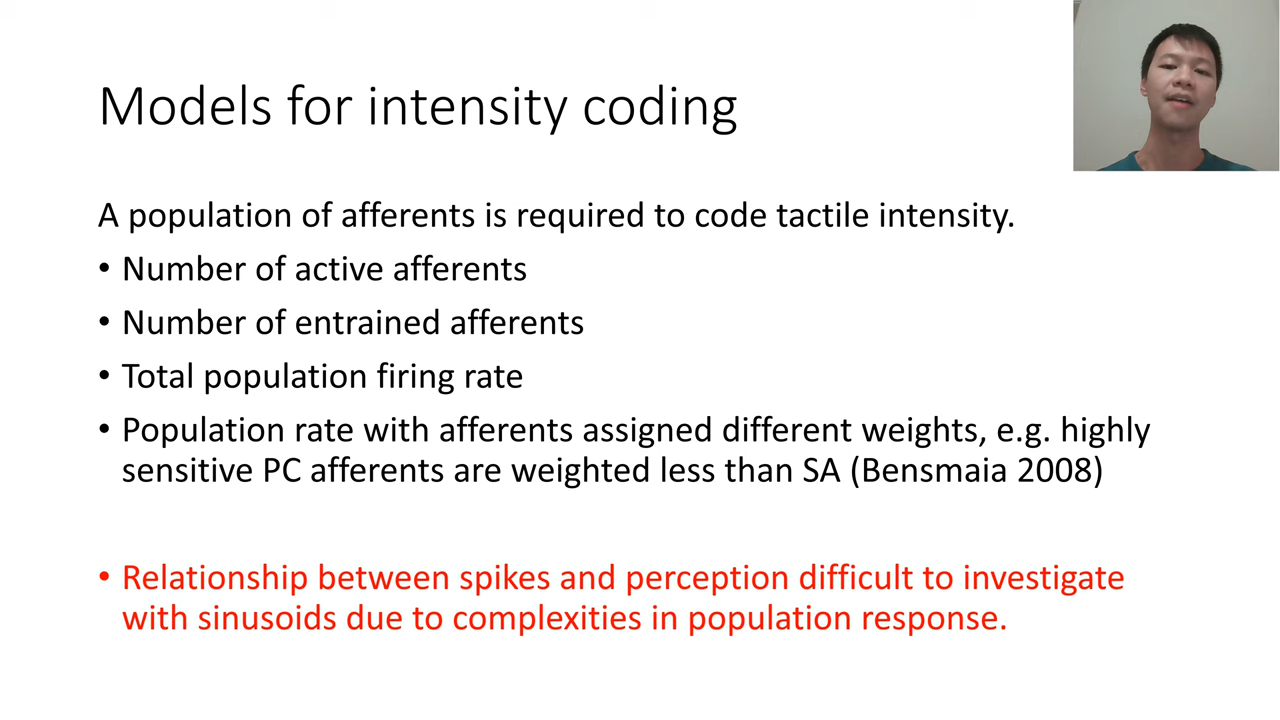 Models for intensity coding
A population of afferents is required to code tactile intensity.
• Number of active afferents
• Number of entrained afferents
• Total population firing rate
• Population rate with afferents assigned different weights, e.g. highly
sensitive PC afferents are weighted less than SA (Bensmaia 2008)
• Relationship between spikes and perception difficult to investigate
with sinusoids due to complexities in population response.